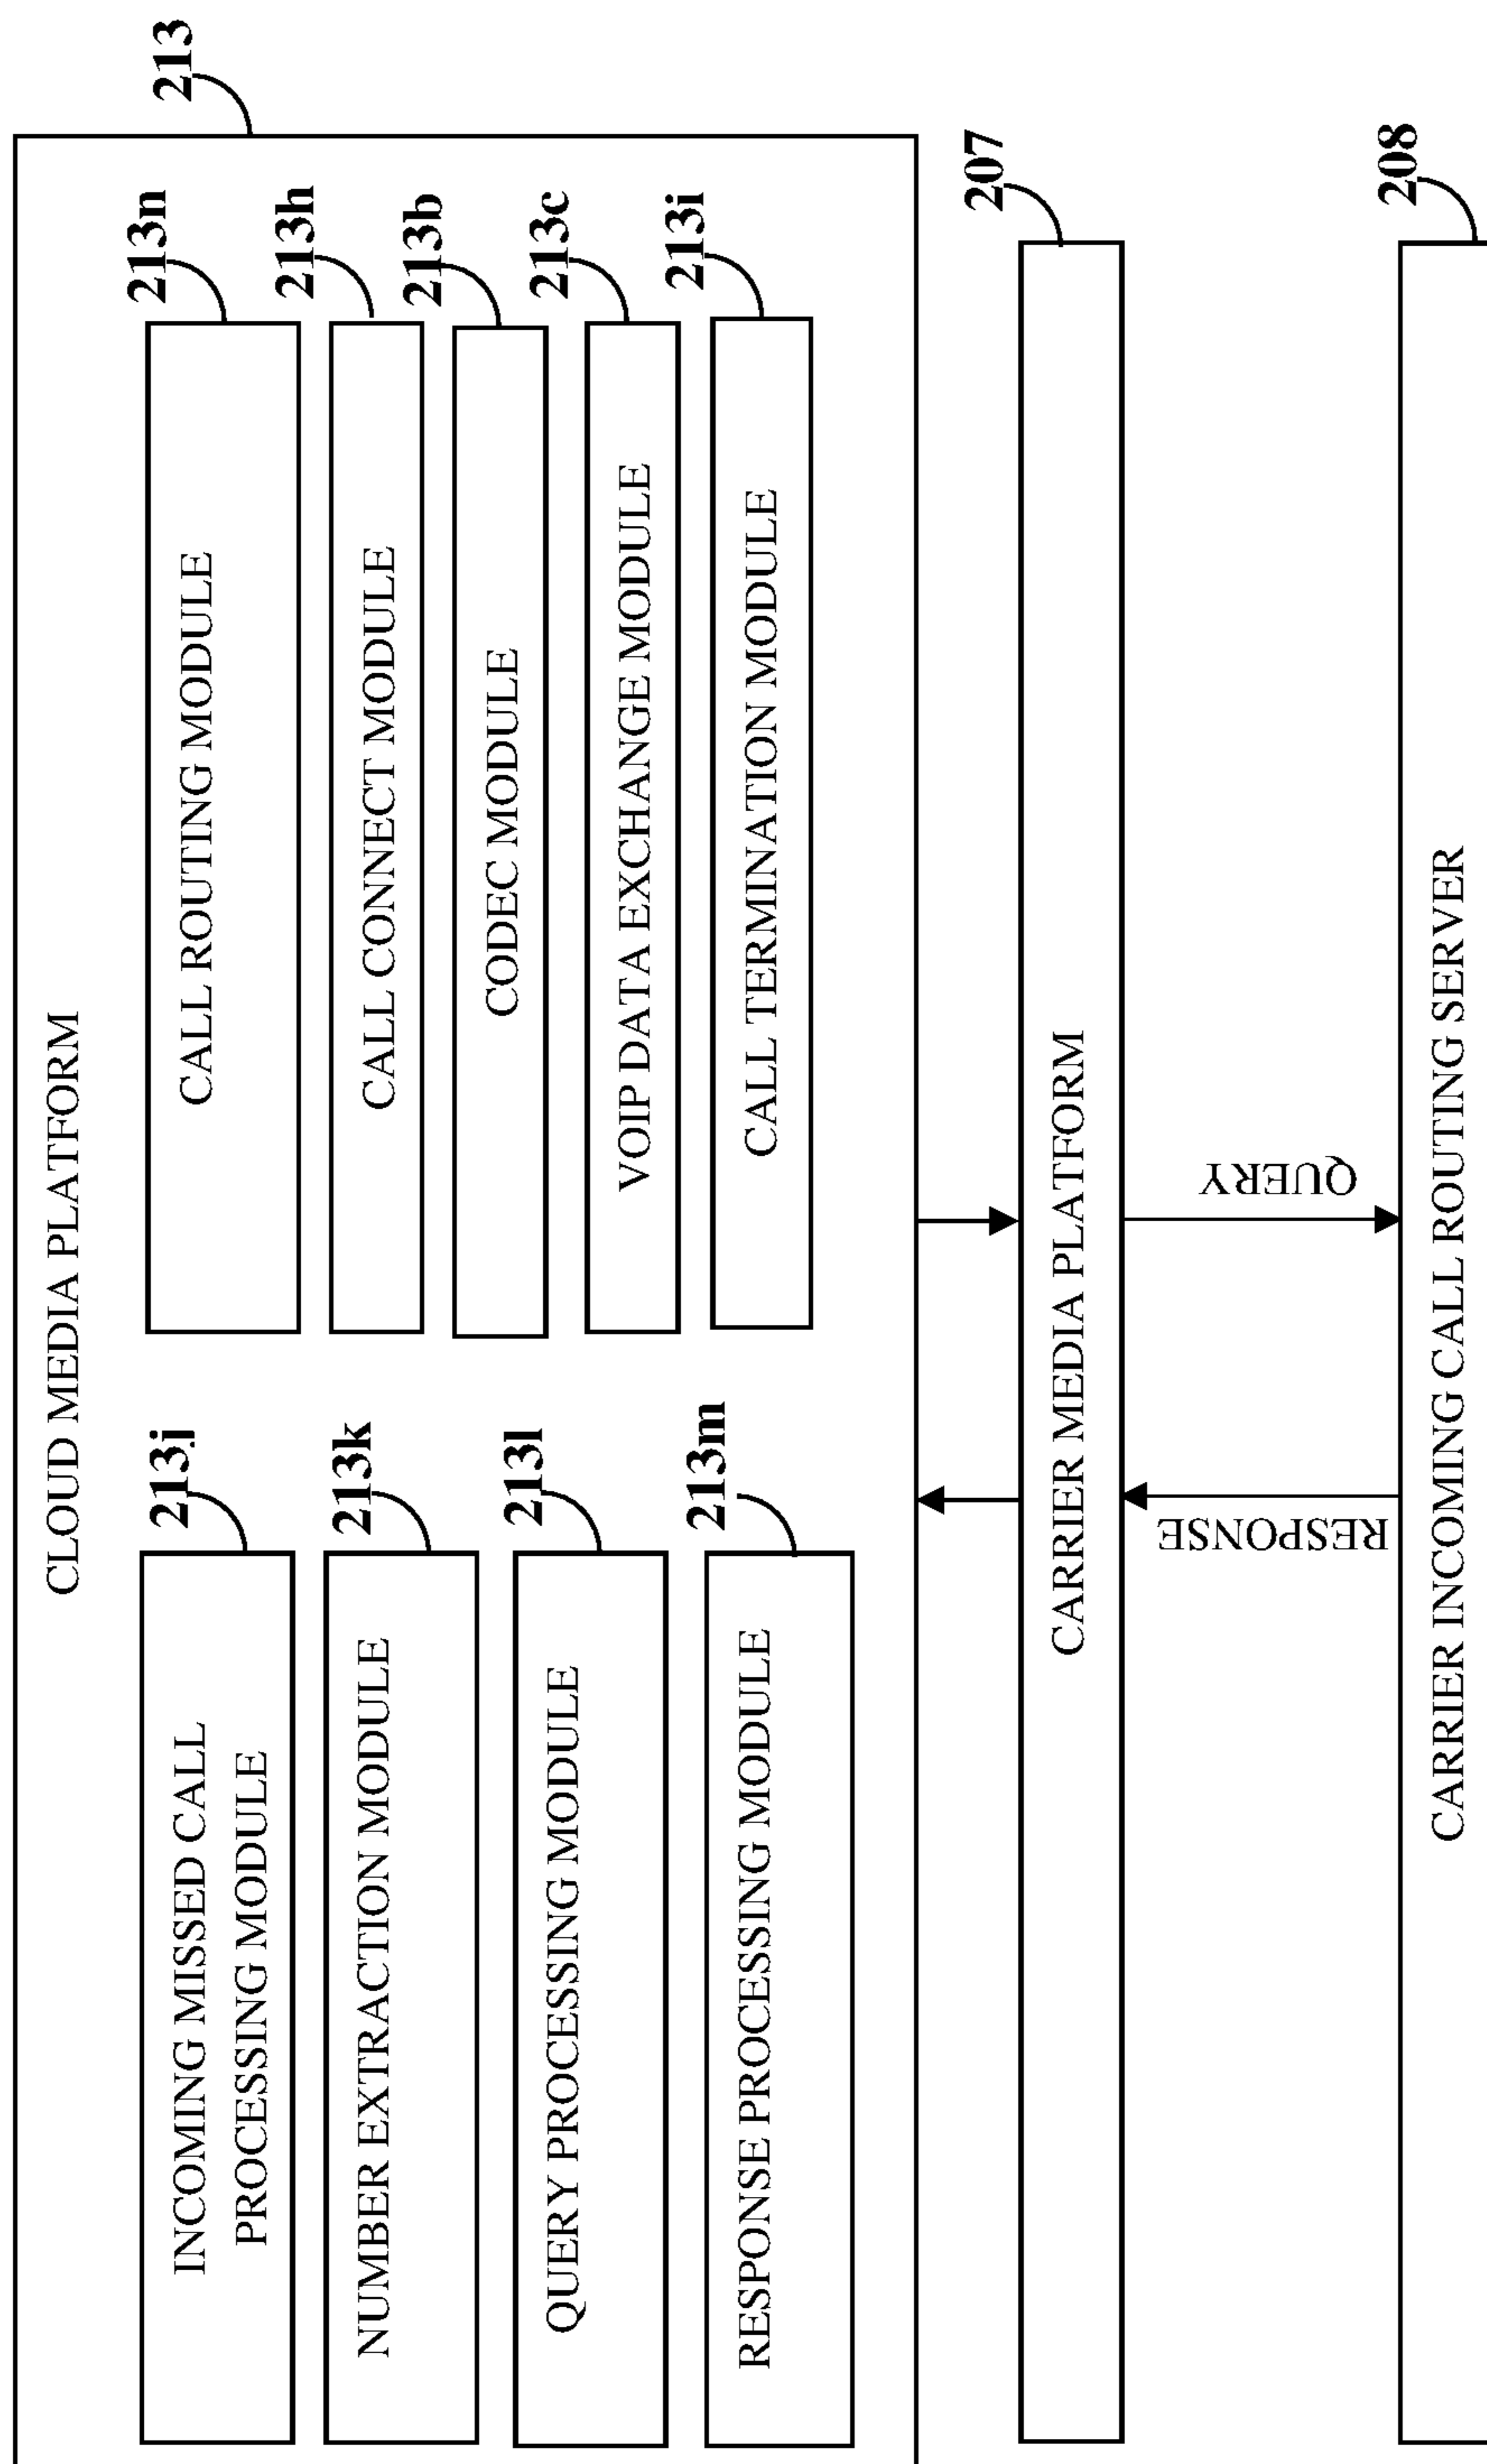 213
CLOUD MEDIA PLATFORM
213j
INCOMING MISSED CALL
PROCESSING MODULE
213k
NUMBER EXTRACTION MODULE
213l
QUERY PROCESSING MODULE
213m
RESPONSE PROCESSING MODULE
213n
CALL ROUTING MODULE
213h
CALL CONNECT MODULE
213b
CODEC MODULE
213c
VOIP DATA EXCHANGE MODULE
213i
CALL TERMINATION MODULE
207
CARRIER MEDIA PLATFORM
RESPONSE
QUERY
208
CARRIER INCOMING CALL ROUTING SERVER